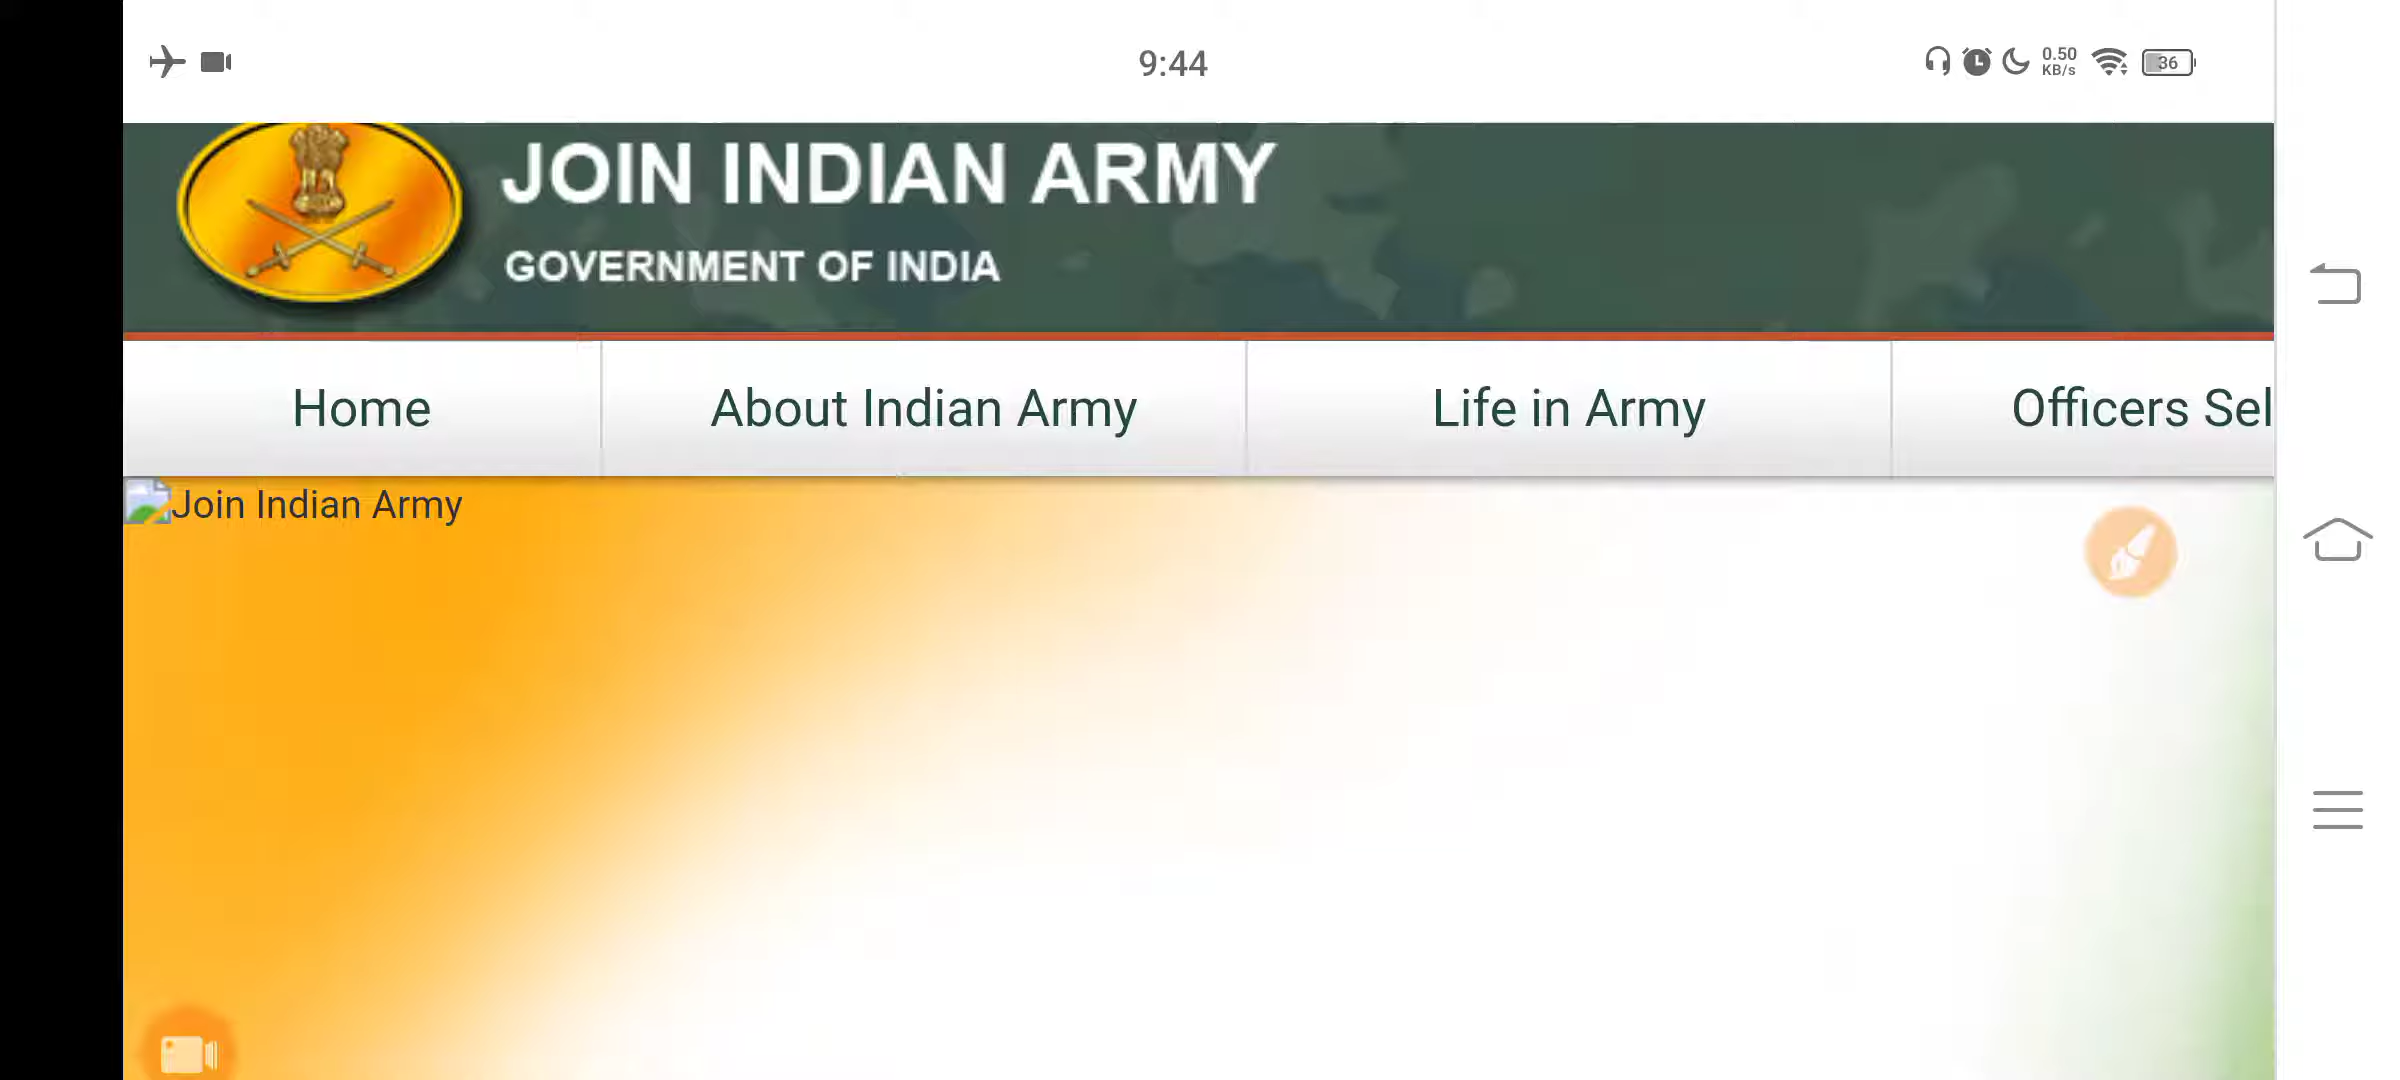 9:44
0.50
KB/s
36
JOIN INDIAN ARMY
GOVERNMENT OF INDIA
Home
About Indian Army
Life in Army
Officers Sel
Join Indian Army